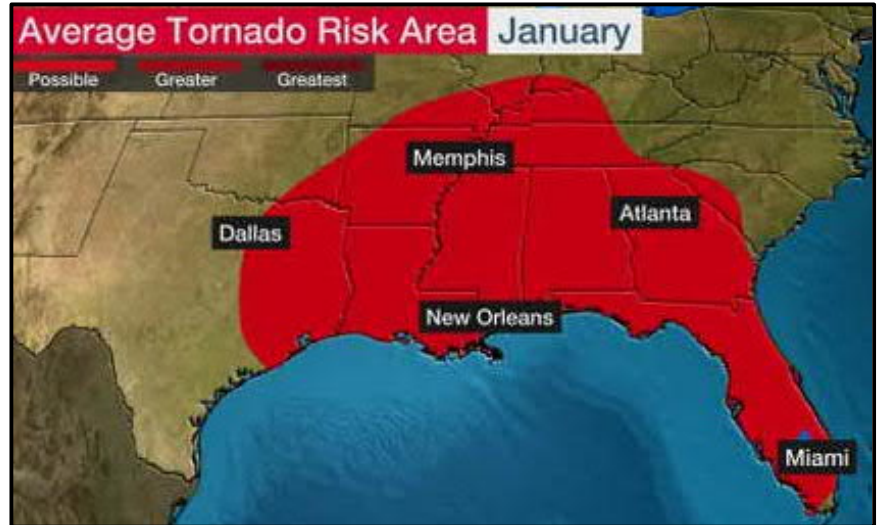 Average Tornado Risk Area January
Possible Greater Greatest
Memphis
Atlanta
Dallas
New Orleans
Miami